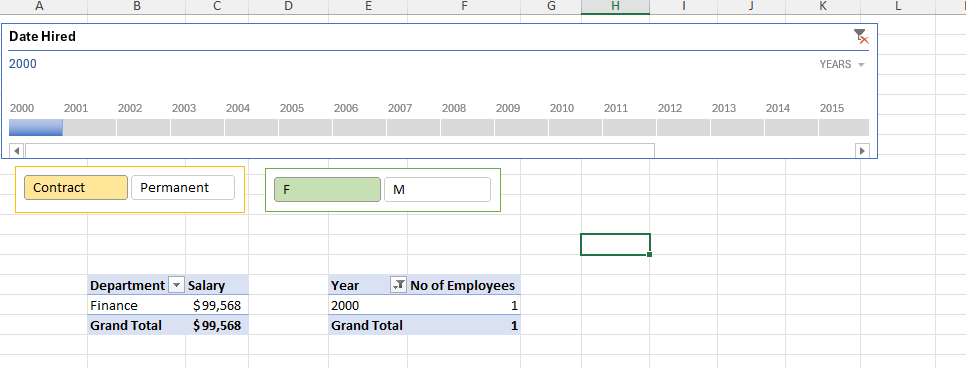 A B C D E F G H I J K L
Date Hired
2000 YEARS
2000 2001 2002 2003 2004 2005 2006 2007 2008 2009 2010 2011 2012 2013 2014 2015
Contract Permanent F M
Department Salary Year No of Employees
Finance $99,568 2000 1
Grand Total $99,568 Grand Total 1